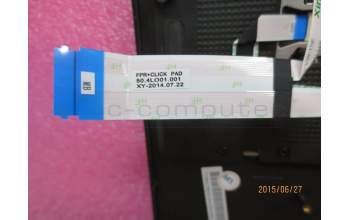 FPR+CLICK PAD
50.4LO01.001
XY-2014.07.22
c-compute
2015/06/27